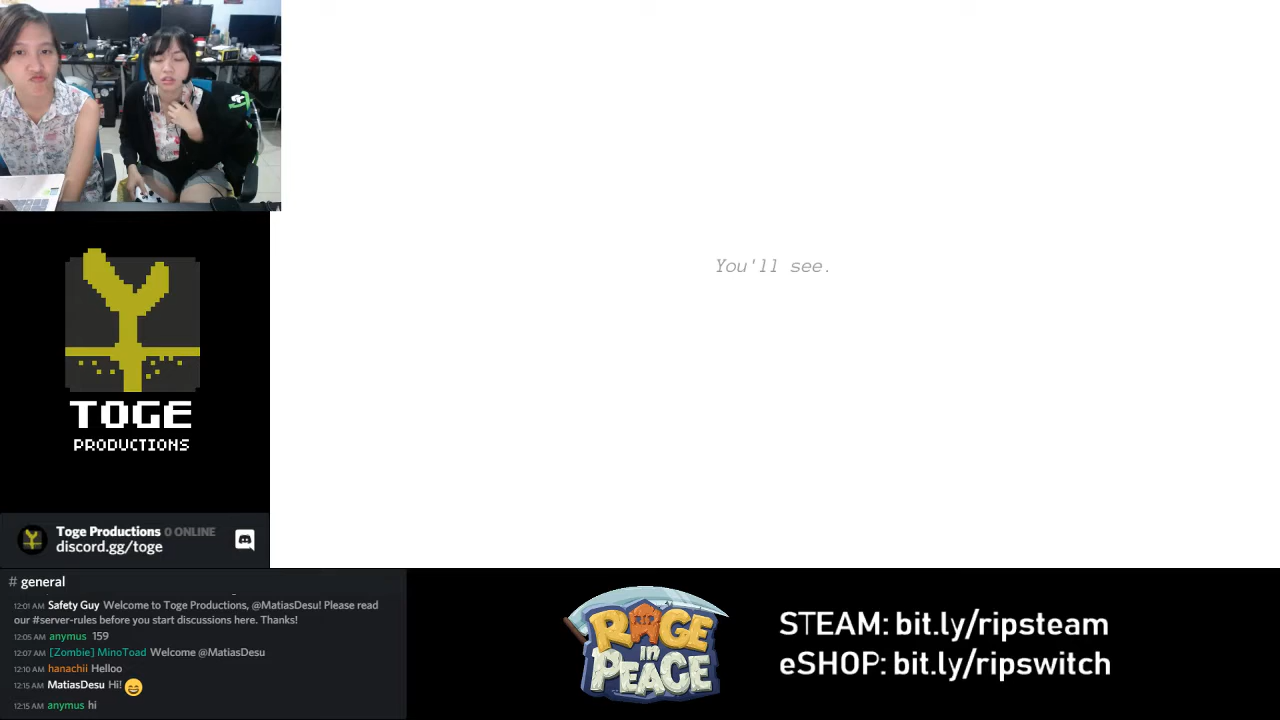 You'll see.
TOGE
PRODUCTIONS
Toge Productions 0 ONLINE
discord.gg/toge
# general
12:01 AM Safety Guy Welcome to Toge Productions, @MatiasDesu! Please read
our #server-rules before you start discussions here. Thanks!
12:05 AM anymus 159
12:07 AM [Zombie] MinoToad Welcome @MatiasDesu
12:10 AM hanachii Helloo
12:15 AM MatiasDesu Hi! 😄
12:15 AM anymus hi
RIP
RAGE
in
PEACE
STEAM: bit.ly/ripsteam
eSHOP: bit.ly/ripswitch